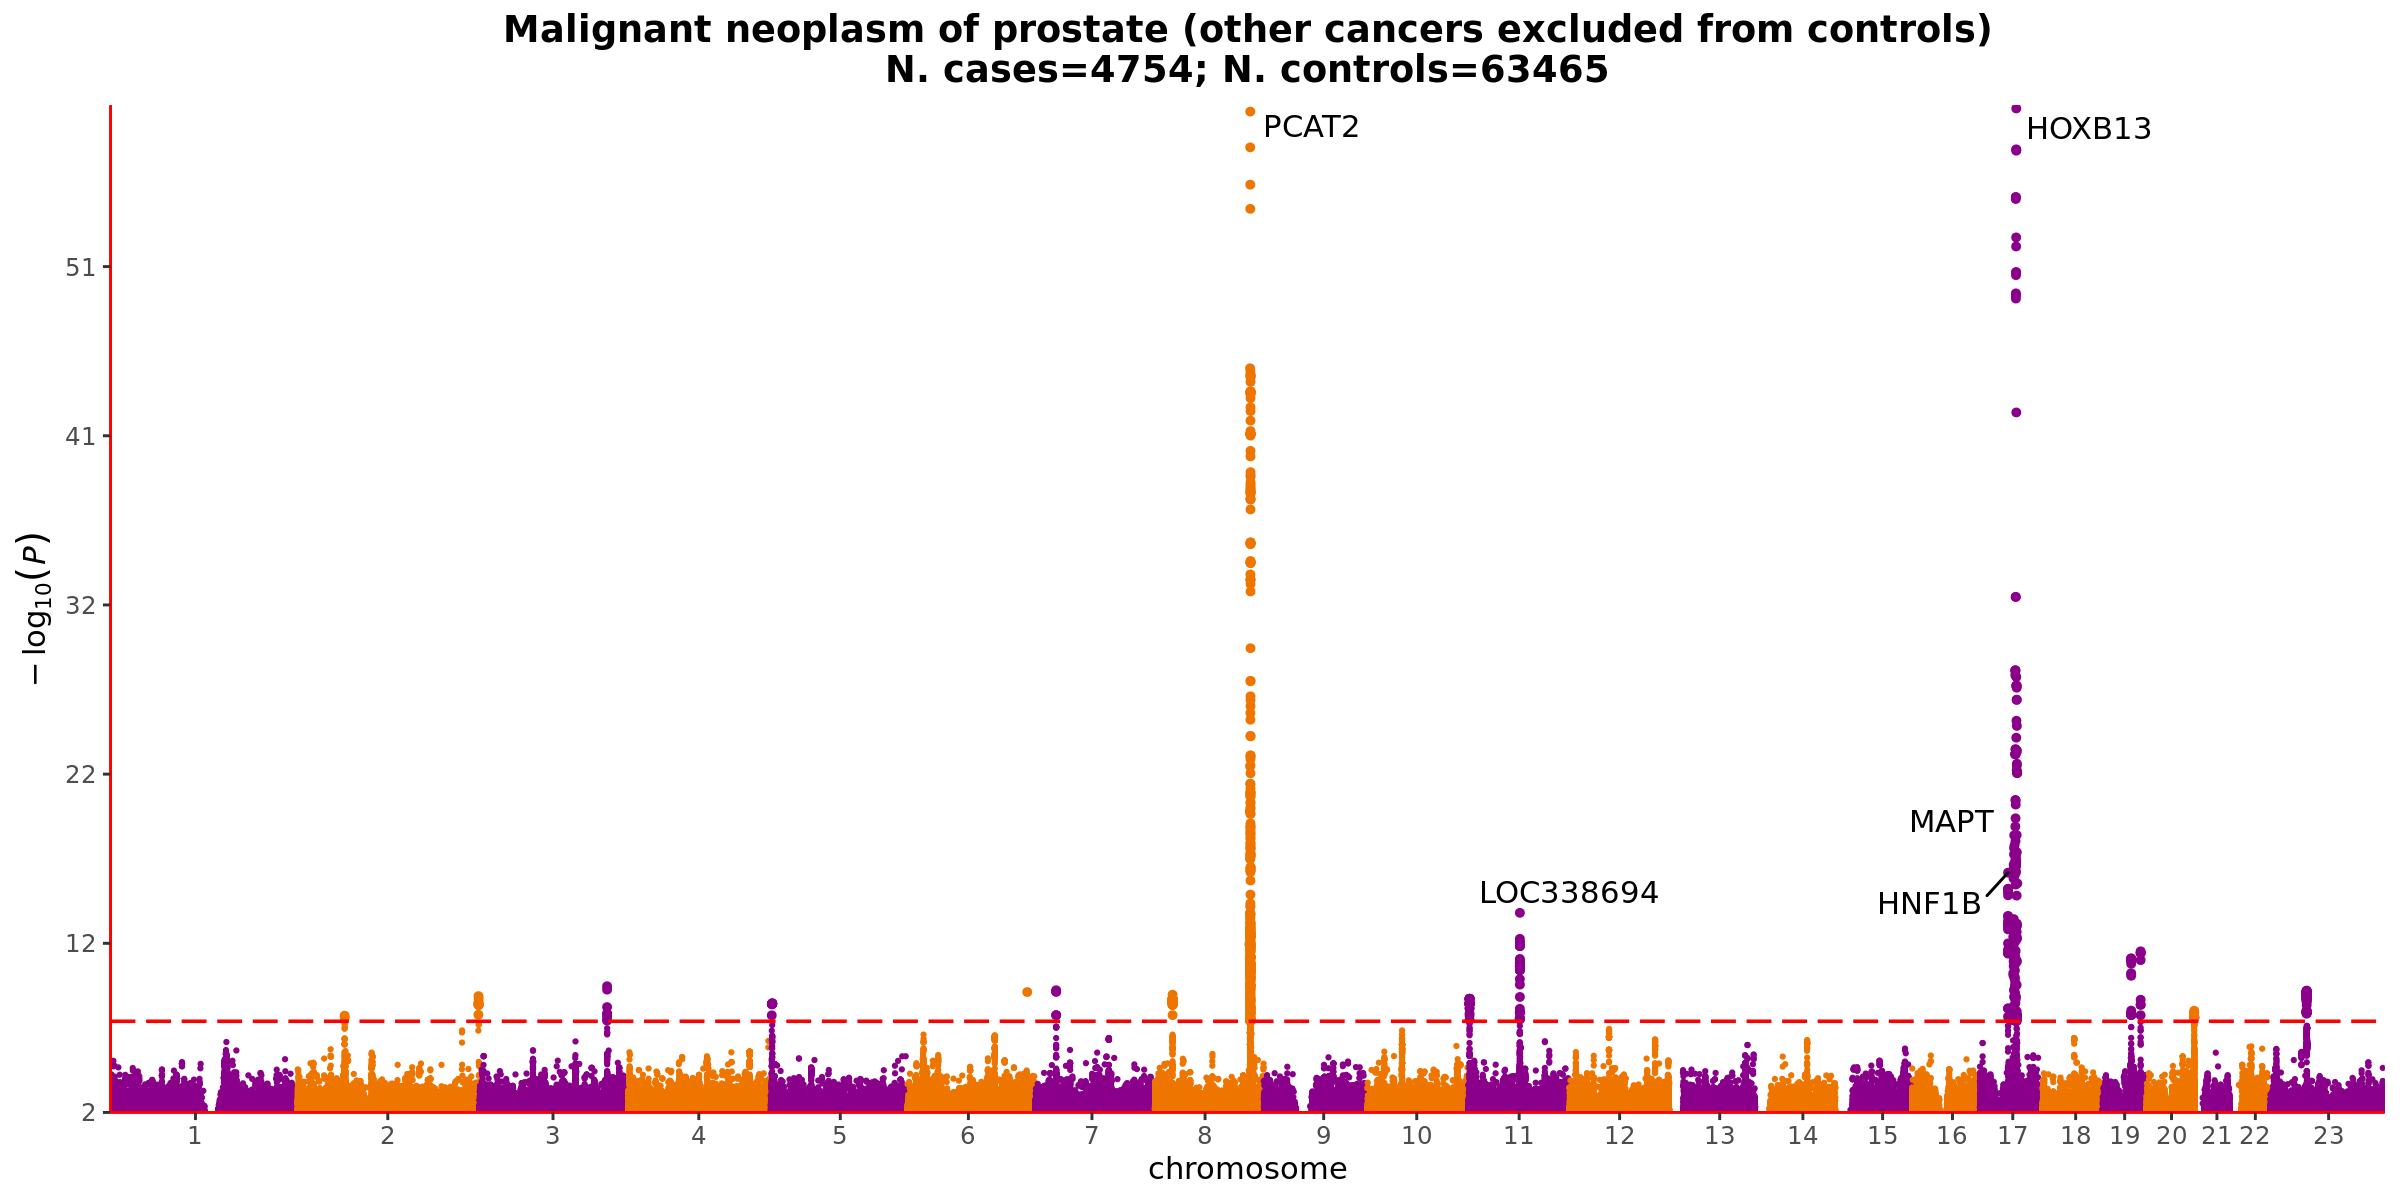 Malignant neoplasm of prostate (other cancers excluded from controls)
N. cases=4754; N. controls=63465
PCAT2
HOXB13
51
41
32
22
12
2
− log10(P)
MAPT
LOC338694
HNF1B
1 2 3 4 5 6 7 8 9 10 11 12 13 14 15 16 17 18 19 20 21 22 23
chromosome